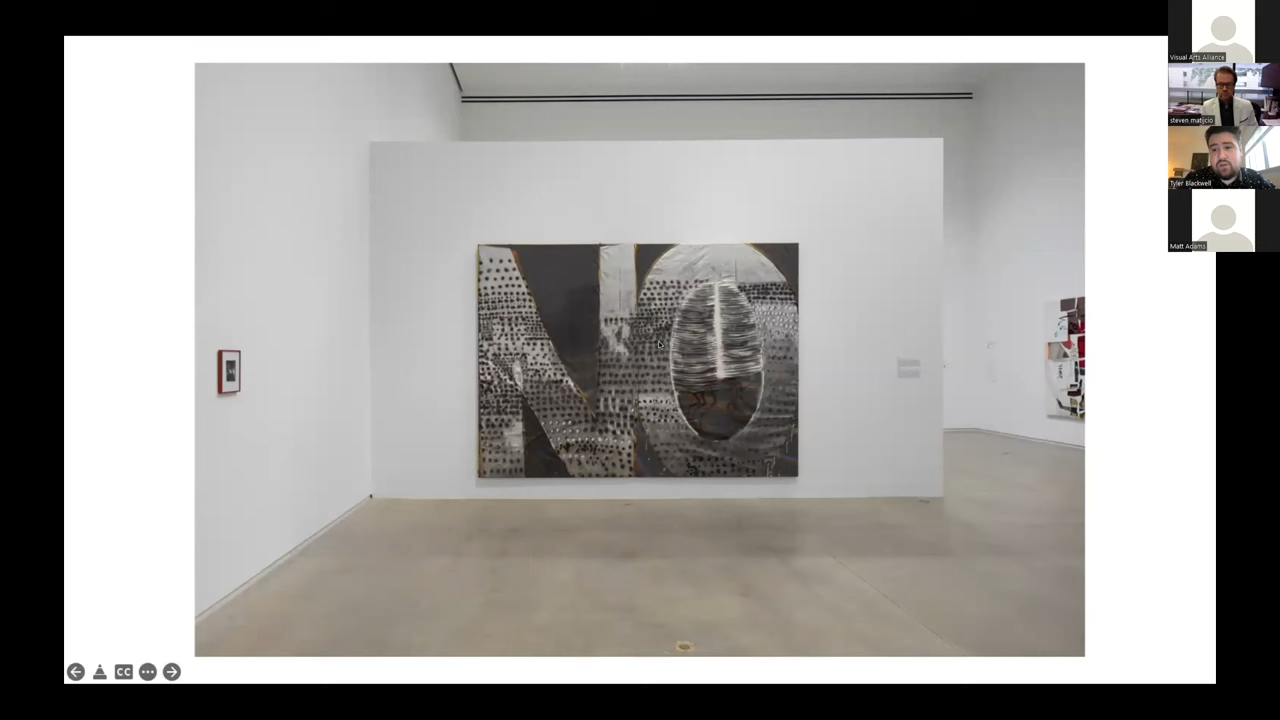 Visual Arts Alliance
steven matijcio
Tyler Blackwell
Matt Adams
NO
CC